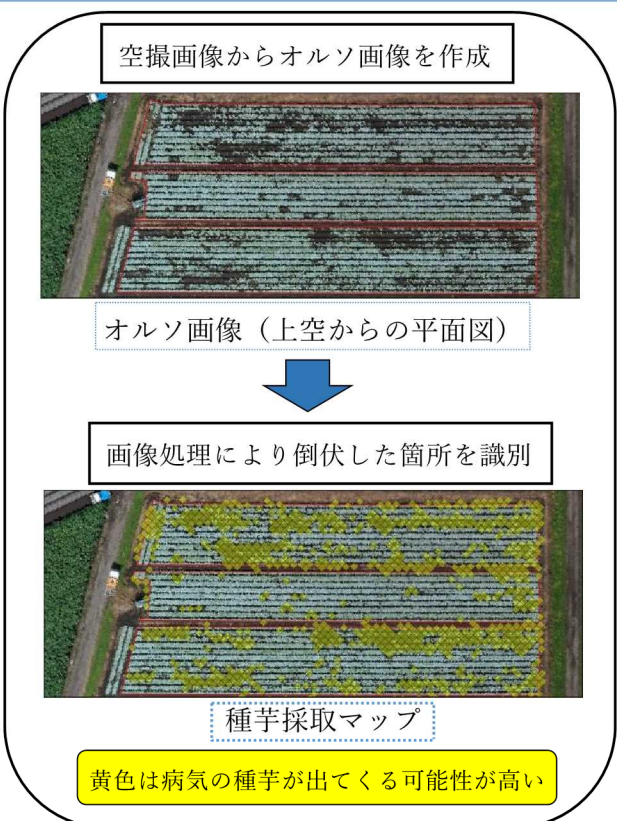 空撮画像からオルソ画像を作成
オルソ画像（上空からの平面図）
画像処理により倒伏した箇所を識別
種芋採取マップ
黄色は病気の種芋が出てくる可能性が高い